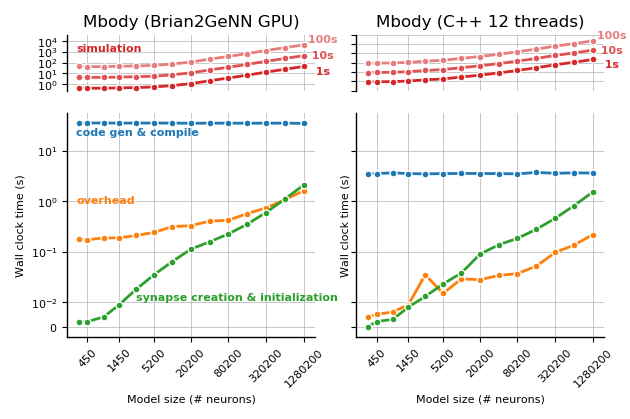 Mbody (Brian2GeNN GPU)
Mbody (C++ 12 threads)
10⁴
10³
10²
10¹
10⁰
simulation
100s
10s
1s
100s
10s
1s
Wall clock time (s)
10¹
10⁰
10⁻¹
10⁻²
0
code gen & compile
overhead
synapse creation & initialization
Wall clock time (s)
450
1450
5200
20200
80200
320200
1280200
450
1450
5200
20200
80200
320200
1280200
Model size (# neurons)
Model size (# neurons)